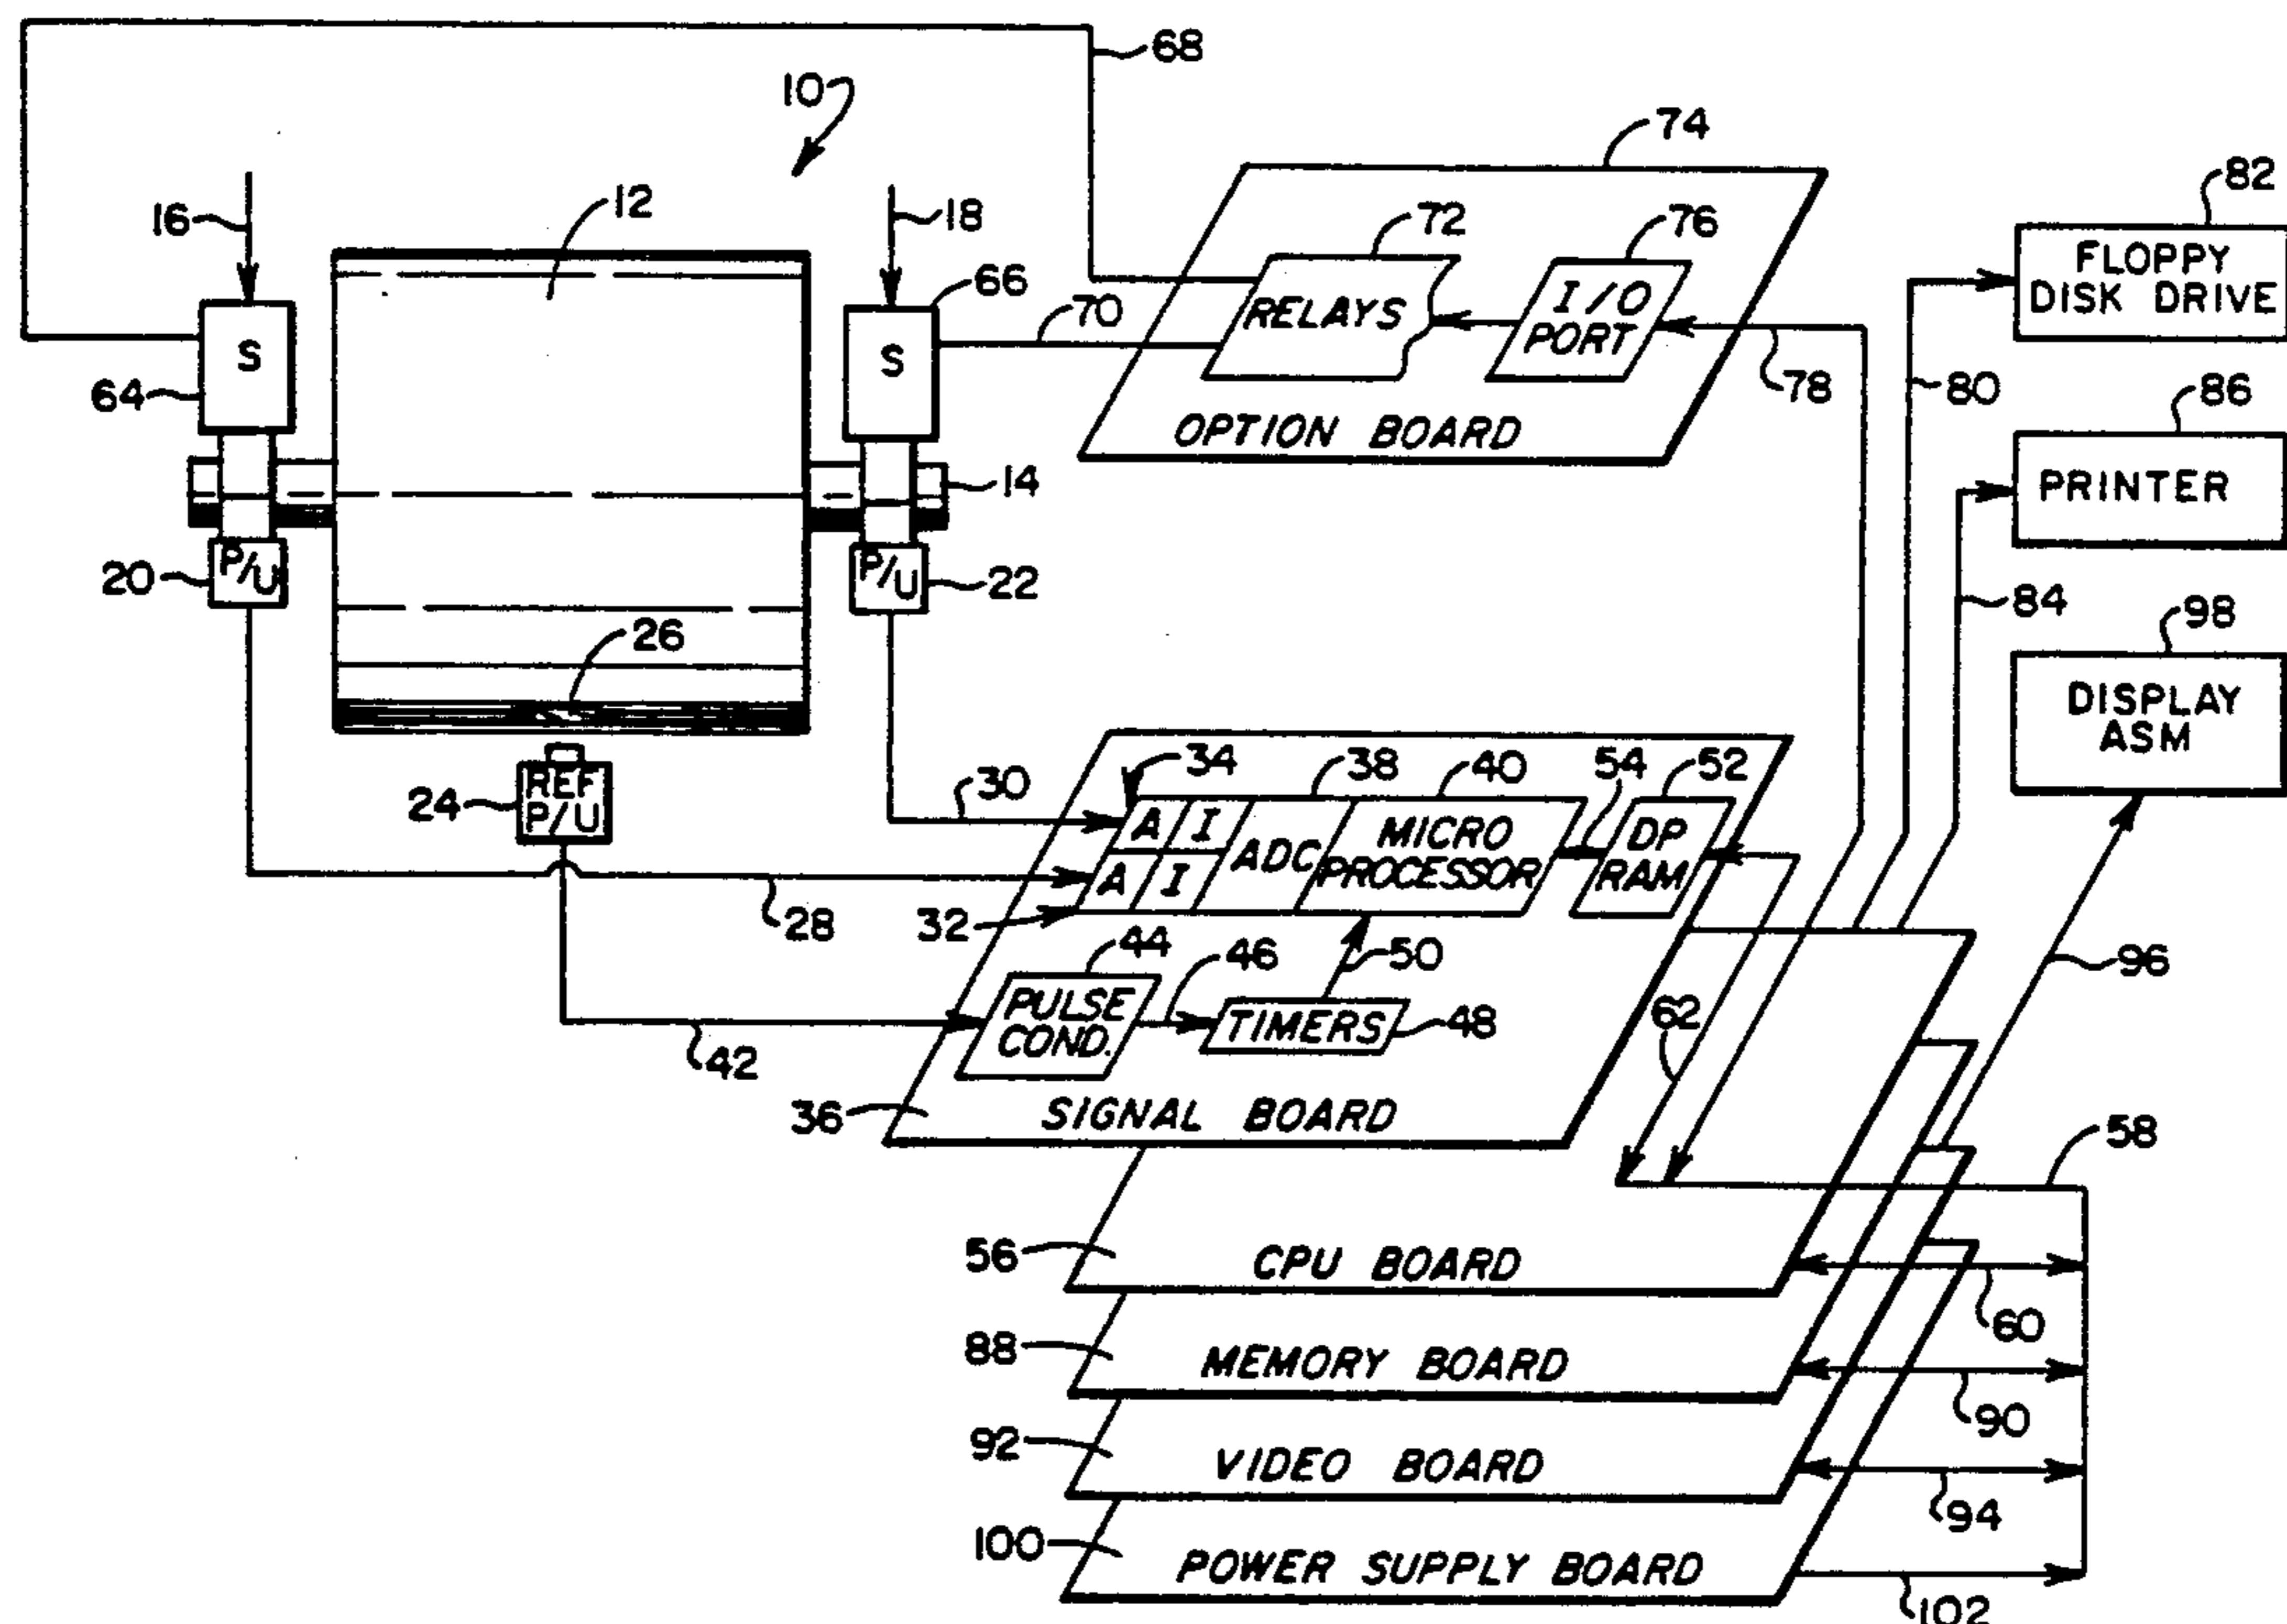 68
10
74
82
16
12
18
72
76
FLOPPY
DISK DRIVE
66
70
RELAYS
I/O
PORT
S
S
64
78
80
86
OPTION BOARD
PRINTER
14
20
P/U
P/U
22
84
26
98
DISPLAY
ASM
34
38
40
54
52
30
24
REF
P/U
A
I
ADC
MICRO
PROCESSOR
DP
RAM
A
I
28
32
44
46
50
96
PULSE
COND.
TIMERS
48
62
42
36
SIGNAL BOARD
58
56
CPU BOARD
60
88
MEMORY BOARD
90
92
VIDEO BOARD
94
100
POWER SUPPLY BOARD
102